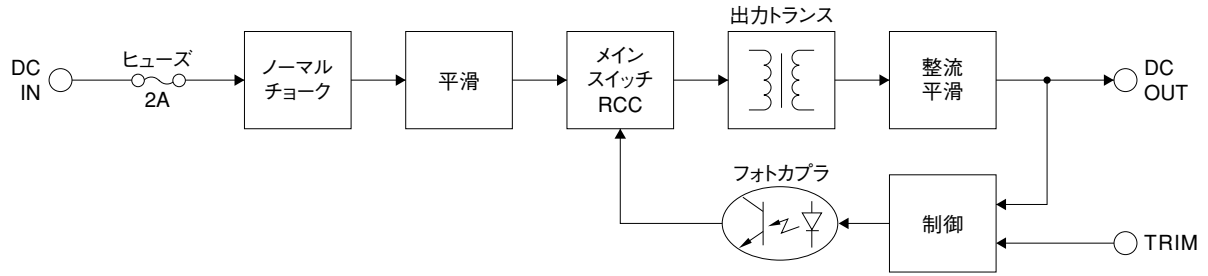 DC
IN
ヒューズ
2A
ノーマル
チョーク
平滑
メイン
スイッチ
RCC
出力トランス
整流
平滑
DC
OUT
フォトカプラ
制御
TRIM